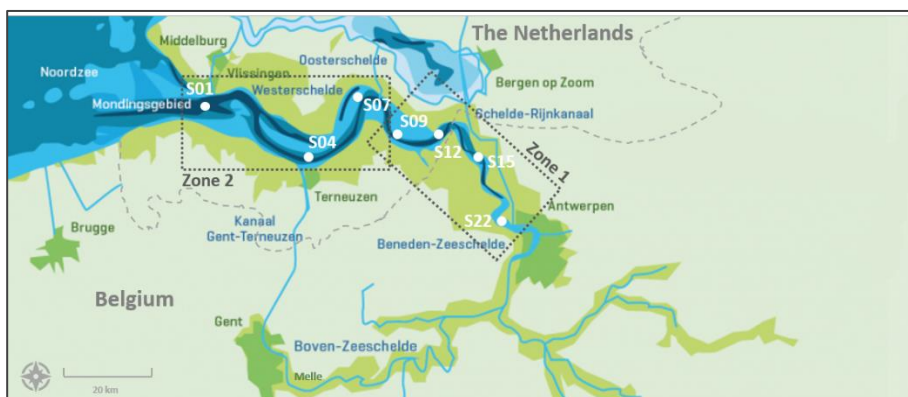 The Netherlands
Middelburg
Oosterschelde
Noordzee
Vlissingen
Bergen op Zoom
S01
Westerschelde
Mondingsgebied
S07
Schelde-Rijnkanaal
S09
S12
S04
S15
Zone 1
Zone 2
Terneuzen
Antwerpen
Kanaal
Gent-Terneuzen
S22
Brugge
Beneden-Zeeschelde
Belgium
Gent
Boven-Zeeschelde
Melle
20 km